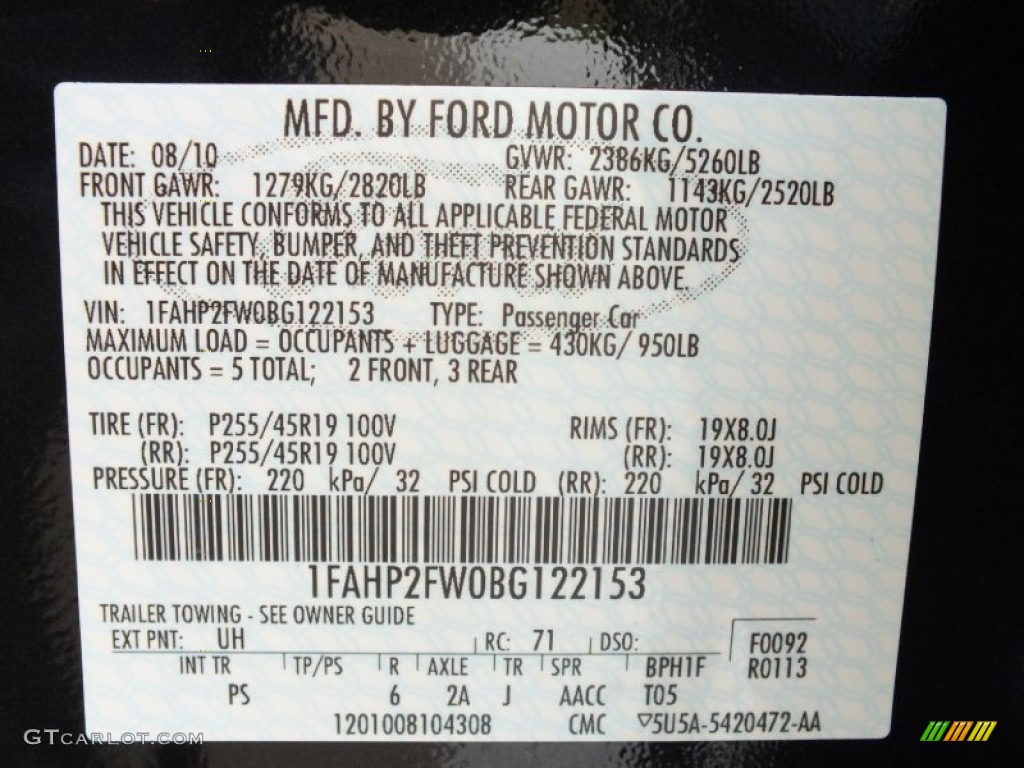 MFD. BY FORD MOTOR CO.
DATE: 08/10 GVWR: 2386KG/5260LB
FRONT GAWR: 1279KG/2820LB REAR GAWR: 1143KG/2520LB
THIS VEHICLE CONFORMS TO ALL APPLICABLE FEDERAL MOTOR
VEHICLE SAFETY, BUMPER, AND THEFT PREVENTION STANDARDS
IN EFFECT ON THE DATE OF MANUFACTURE SHOWN ABOVE.
VIN: 1FAHP2FW0BG122153 TYPE: Passenger Car
MAXIMUM LOAD = OCCUPANTS + LUGGAGE = 430KG/ 950LB
OCCUPANTS = 5 TOTAL; 2 FRONT, 3 REAR
TIRE (FR): P255/45R19 100V RIMS (FR): 19X8.0J
(RR): P255/45R19 100V (RR): 19X8.0J
PRESSURE (FR): 220 kPa/ 32 PSI COLD (RR): 220 kPa/ 32 PSI COLD
1FAHP2FW0BG122153
TRAILER TOWING - SEE OWNER GUIDE
EXT PNT: UH RC: 71 DSO: F0092
INT TR TP/PS R AXLE TR SPR BPH1F R0113
PS 6 2A J AACC T05
1201008104308 CMC ▽5U5A-5420472-AA
GTCARLOT.COM